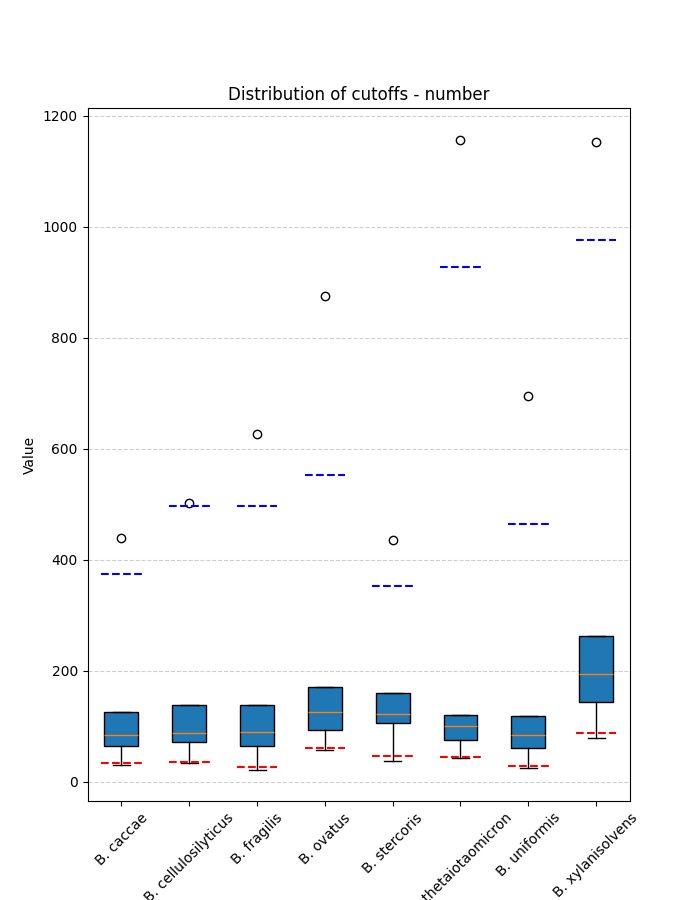 Distribution of cutoffs - number
1200
1000
800
600
400
200
0
Value
B. caccae
B. cellulosilyticus
B. fragilis
B. ovatus
B. stercoris
thetaiotaomicron
B. uniformis
B. xylanisolvens